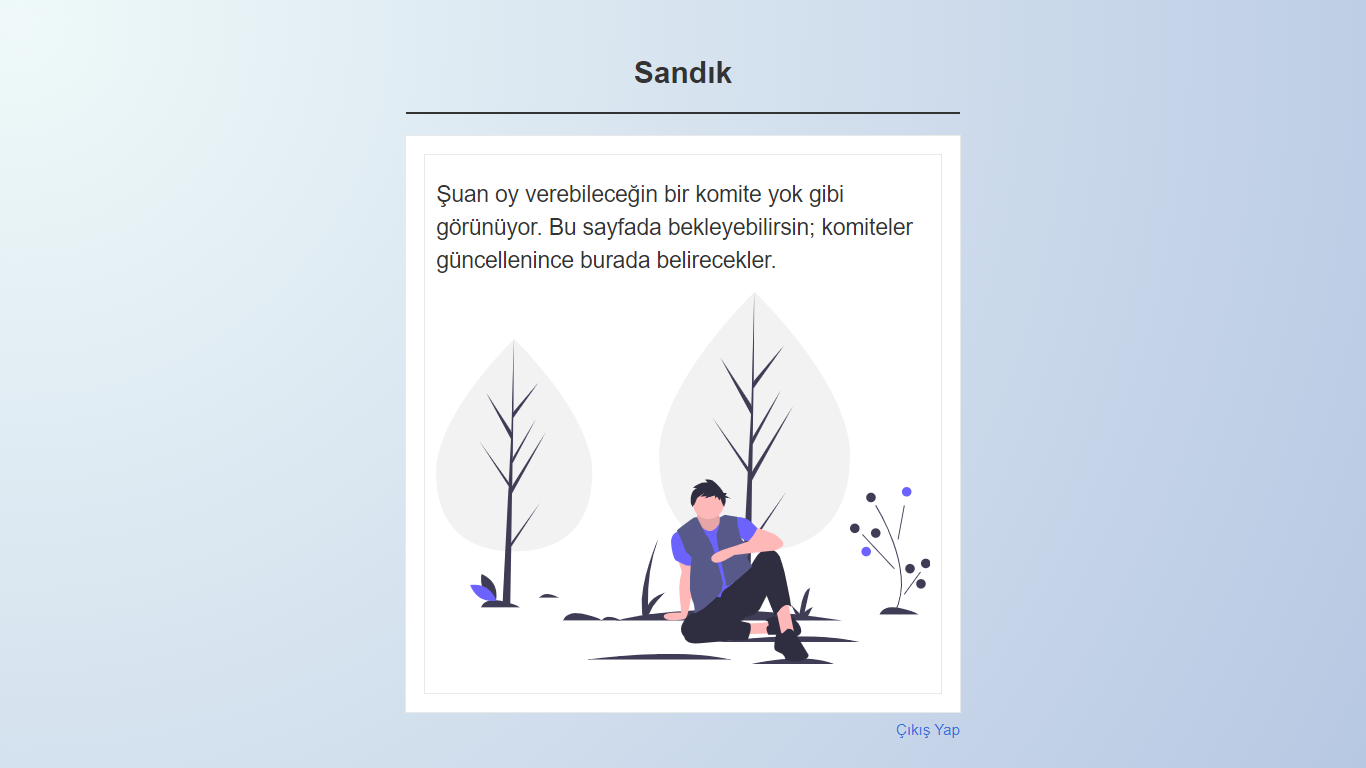 Sandık
Şuan oy verebileceğin bir komite yok gibi
görünüyor. Bu sayfada bekleyebilirsin; komiteler
güncellenince burada belirecekler.
Çıkış Yap